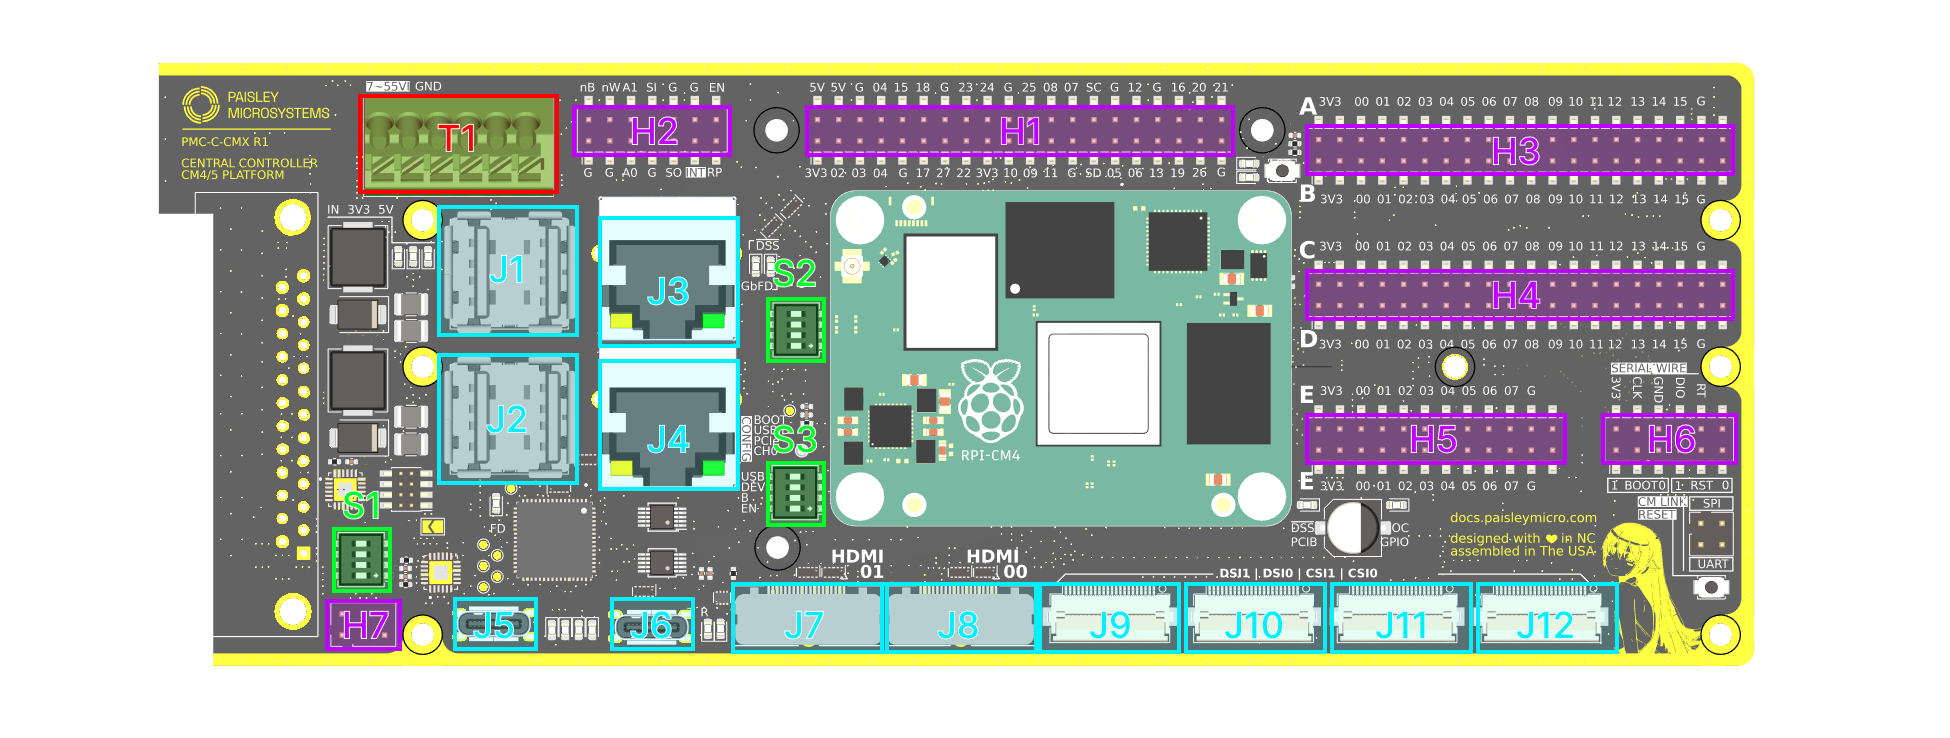 PAISLEY
MICROSYSTEMS
PMC-C-CMX R1
CENTRAL CONTROLLER
CM4/5 PLATFORM
7~55V GND
T1
IN 3V3 5V
nB nW A1 SI G G EN
H2
G G A0 G SO INT RP
5V 5V G 04 15 18 G 23 24 G 25 08 07 SC G 12 G 16 20 21
H1
3V3 02 03 04 G 17 27 22 3V3 10 09 11 G SD 05 06 13 19 26 G
A 3V3 00 01 02 03 04 05 06 07 08 09 10 11 12 13 14 15 G
H3
B 3V3 00 01 02 03 04 05 06 07 08 09 10 11 12 13 14 15 G
C 3V3 00 01 02 03 04 05 06 07 08 09 10 11 12 13 14 15 G
H4
D 3V3 00 01 02 03 04 05 06 07 08 09 10 11 12 13 14 15 G
J1
J3
DSS
GbFD
S2
J2
J4
CONFIG
BOOT
USB
PCIE
CH0
S3
USB
DEV
B
EN
RPI-CM4
E 3V3 00 01 02 03 04 05 06 07 G
H5
E 3V3 00 01 02 03 04 05 06 07 G
SERIAL WIRE
3V3 CLK GND DIO RT
H6
1 BOOT0 1 RST 0
CM LINK
RESET
SPI
UART
S1
FD
DSS
PCIB
OC
GPIO
docs.paisleymicro.com
designed with in NC
assembled in The USA
HDMI
01
HDMI
00
DSI1 | DSI0 | CSI1 | CSI0
H7
J5
J6
R
J7
J8
J9
J10
J11
J12